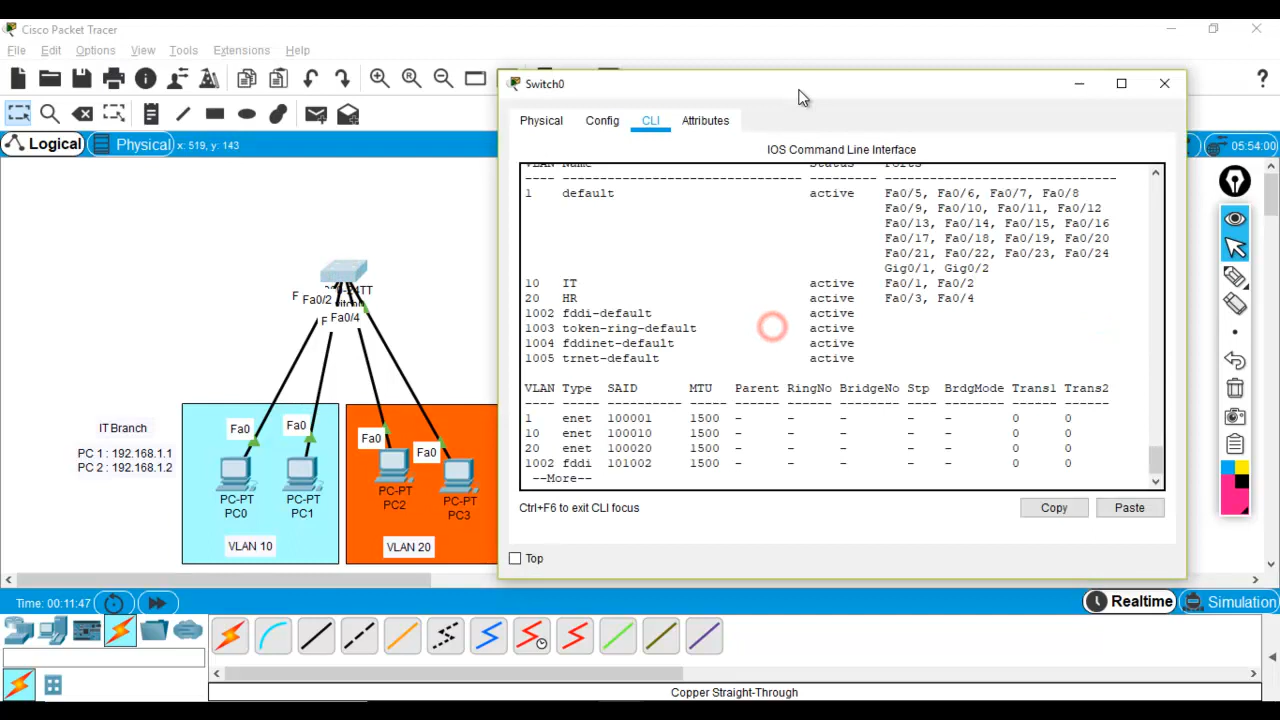 Cisco Packet Tracer
File Edit Options View Tools Extensions Help
Logical Physical x: 519, y: 143
05:54:00
Switch0
Physical Config CLI Attributes
IOS Command Line Interface
VLAN Name Status Ports
---- -------------------------------- --------- -------------------------------
1 default active Fa0/5, Fa0/6, Fa0/7, Fa0/8
Fa0/9, Fa0/10, Fa0/11, Fa0/12
Fa0/13, Fa0/14, Fa0/15, Fa0/16
Fa0/17, Fa0/18, Fa0/19, Fa0/20
Fa0/21, Fa0/22, Fa0/23, Fa0/24
Gig0/1, Gig0/2
10 IT active Fa0/1, Fa0/2
20 HR active Fa0/3, Fa0/4
1002 fddi-default active
1003 token-ring-default active
1004 fddinet-default active
1005 trnet-default active
VLAN Type SAID MTU Parent RingNo BridgeNo Stp BrdgMode Trans1 Trans2
---- ----- ---------- ----- ------ ------ -------- ---- -------- ------ ------
1 enet 100001 1500 - - - - - 0 0
10 enet 100010 1500 - - - - - 0 0
20 enet 100020 1500 - - - - - 0 0
1002 fddi 101002 1500 - - - - - 0 0
--More--
Ctrl+F6 to exit CLI focus
Copy Paste
Top
F Fa0/2
F Fa0/4
IT Branch
PC 1 : 192.168.1.1
PC 2 : 192.168.1.2
Fa0 Fa0 Fa0 Fa0
PC-PT
PC0
PC-PT
PC1
PC-PT
PC2
PC-PT
PC3
VLAN 10
VLAN 20
Time: 00:11:47
Realtime Simulation
Copper Straight-Through